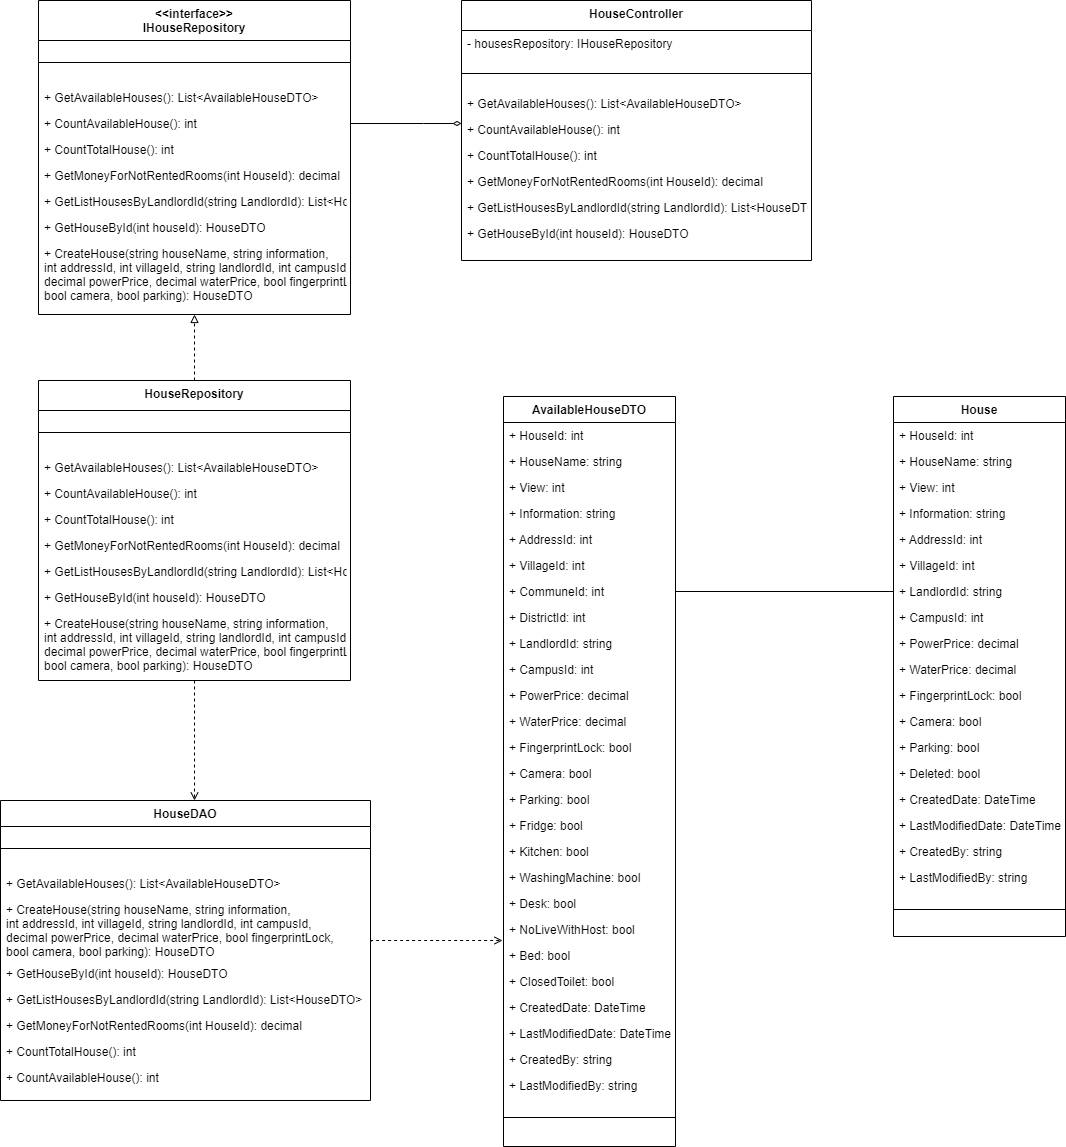 <<interface>>
IHouseRepository
+ GetAvailableHouses(): List<AvailableHouseDTO>
+ CountAvailableHouse(): int
+ CountTotalHouse(): int
+ GetMoneyForNotRentedRooms(int HouseId): decimal
+ GetListHousesByLandlordId(string LandlordId): List<Hc
+ GetHouseById(int houseId): HouseDTO
+ CreateHouse(string houseName, string information,
int addressId, int villageId, string landlordId, int campusId
decimal powerPrice, decimal waterPrice, bool fingerprintL
bool camera, bool parking): HouseDTO
HouseController
- housesRepository: IHouseRepository
+ GetAvailableHouses(): List<AvailableHouseDTO>
+ CountAvailableHouse(): int
+ CountTotalHouse(): int
+ GetMoneyForNotRentedRooms(int HouseId): decimal
+ GetListHousesByLandlordId(string LandlordId): List<HouseDT
+ GetHouseById(int houseId): HouseDTO
HouseRepository
+ GetAvailableHouses(): List<AvailableHouseDTO>
+ CountAvailableHouse(): int
+ CountTotalHouse(): int
+ GetMoneyForNotRentedRooms(int HouseId): decimal
+ GetListHousesByLandlordId(string LandlordId): List<Hc
+ GetHouseById(int houseId): HouseDTO
+ CreateHouse(string houseName, string information,
int addressId, int villageId, string landlordId, int campusId
decimal powerPrice, decimal waterPrice, bool fingerprintL
bool camera, bool parking): HouseDTO
HouseDAO
+ GetAvailableHouses(): List<AvailableHouseDTO>
+ CreateHouse(string houseName, string information,
int addressId, int villageId, string landlordId, int campusId,
decimal powerPrice, decimal waterPrice, bool fingerprintLock,
bool camera, bool parking): HouseDTO
+ GetHouseById(int houseId): HouseDTO
+ GetListHousesByLandlordId(string LandlordId): List<HouseDTO>
+ GetMoneyForNotRentedRooms(int HouseId): decimal
+ CountTotalHouse(): int
+ CountAvailableHouse(): int
AvailableHouseDTO
+ HouseId: int
+ HouseName: string
+ View: int
+ Information: string
+ AddressId: int
+ VillageId: int
+ CommuneId: int
+ DistrictId: int
+ LandlordId: string
+ CampusId: int
+ PowerPrice: decimal
+ WaterPrice: decimal
+ FingerprintLock: bool
+ Camera: bool
+ Parking: bool
+ Fridge: bool
+ Kitchen: bool
+ WashingMachine: bool
+ Desk: bool
+ NoLiveWithHost: bool
+ Bed: bool
+ ClosedToilet: bool
+ CreatedDate: DateTime
+ LastModifiedDate: DateTime
+ CreatedBy: string
+ LastModifiedBy: string
House
+ HouseId: int
+ HouseName: string
+ View: int
+ Information: string
+ AddressId: int
+ VillageId: int
+ LandlordId: string
+ CampusId: int
+ PowerPrice: decimal
+ WaterPrice: decimal
+ FingerprintLock: bool
+ Camera: bool
+ Parking: bool
+ Deleted: bool
+ CreatedDate: DateTime
+ LastModifiedDate: DateTime
+ CreatedBy: string
+ LastModifiedBy: string